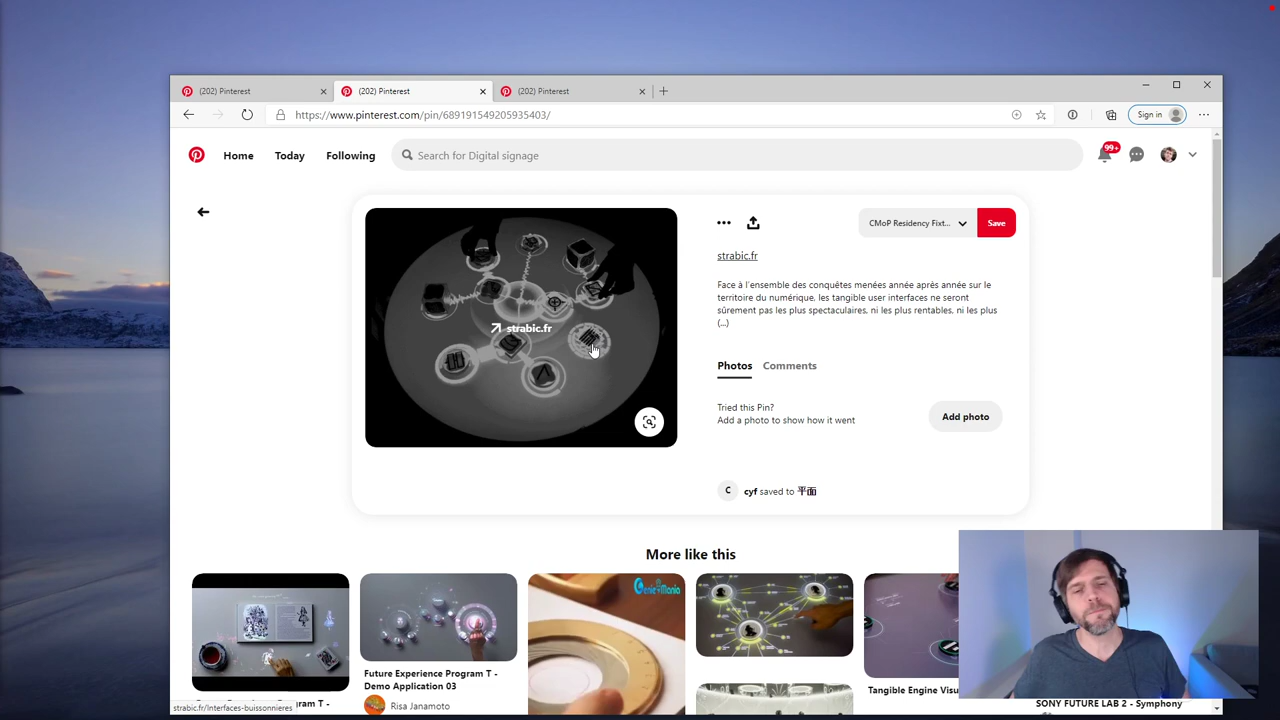 (202) Pinterest
(202) Pinterest
(202) Pinterest
https://www.pinterest.com/pin/689191549205935403/
Sign in
Home
Today
Following
Search for Digital signage
99+
CMoP Residency Fixt...
Save
strabic.fr
Face à l'ensemble des conquêtes menées année après année sur le
territoire du numérique, les tangible user interfaces ne seront
sûrement pas les plus spectaculaires, ni les plus rentables, ni les plus
(...)
strabic.fr
Photos
Comments
Tried this Pin?
Add a photo to show how it went
Add photo
C
cyf saved to 平面
More like this
GenieMania
Future Experience Program T -
Demo Application 03
Risa Janamoto
Tangible Engine Visu
SONY FUTURE LAB 2 - Symphony
strabic.fr/Interfaces-buissonnieres